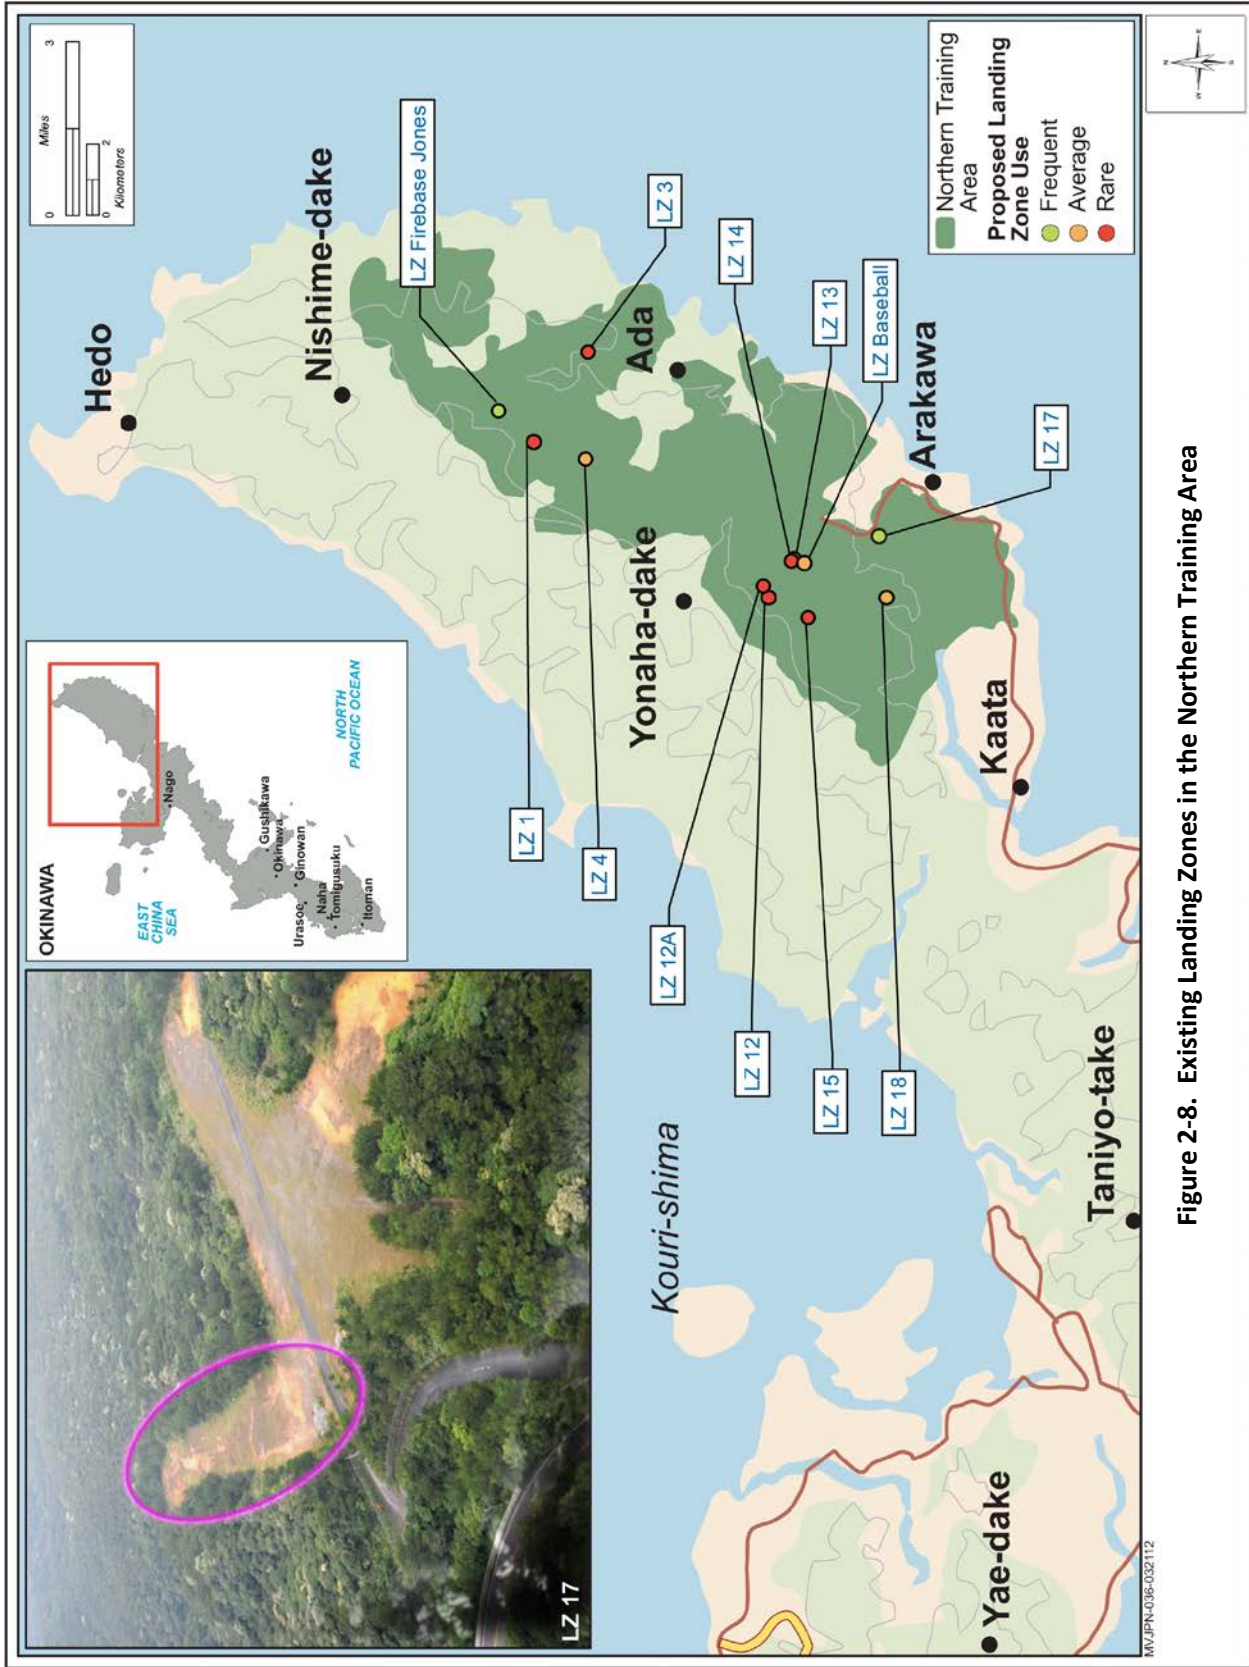 LZ 17
OKINAWA
EAST
CHINA
SEA
NORTH
PACIFIC OCEAN
Nago
Gushikawa
Okinawa
Ginowan
Urasoe
Naha
Tomigusuku
Itoman
0 Miles 3
0 Kilometers 2
Hedo
Nishime-dake
LZ Firebase Jones
LZ 1
LZ 4
LZ 3
Ada
Yonaha-dake
LZ 14
LZ 13
LZ Baseball
LZ 12A
LZ 12
LZ 15
LZ 18
Arakawa
LZ 17
Kaata
Kouri-shima
Taniyo-take
Yae-dake
Northern Training
Area
Proposed Landing
Zone Use
Frequent
Average
Rare
N
W
E
S
MVJPN-036-032112
Figure 2-8. Existing Landing Zones in the Northern Training Area